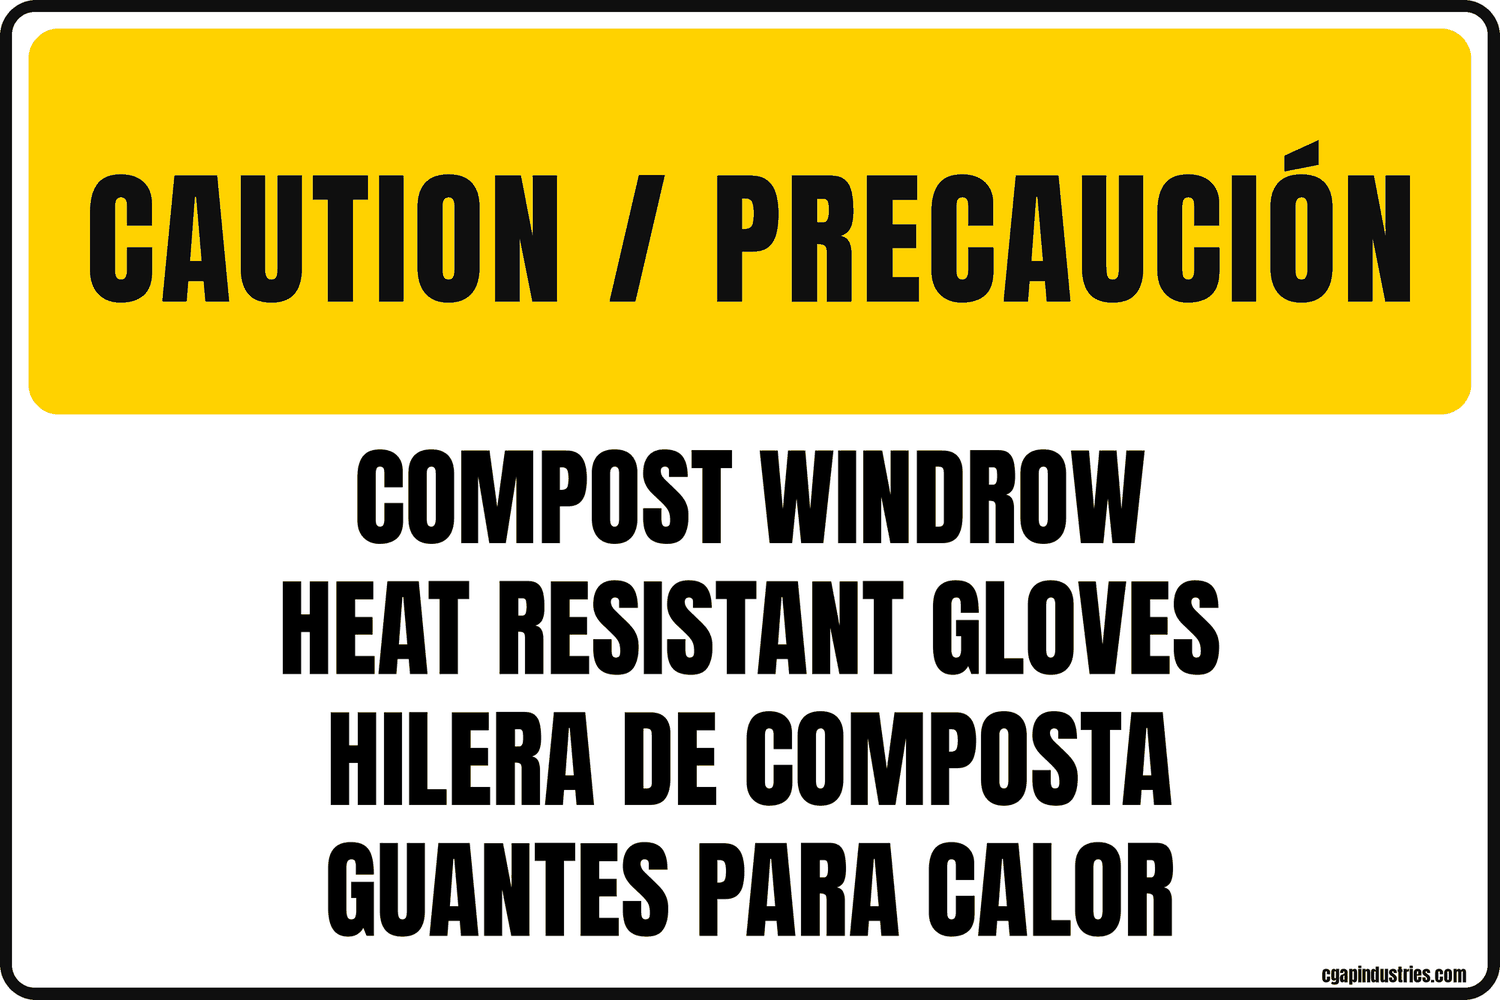 CAUTION / PRECAUCIÓN
COMPOST WINDROW
HEAT RESISTANT GLOVES
HILERA DE COMPOSTA
GUANTES PARA CALOR
cgapindustries.com